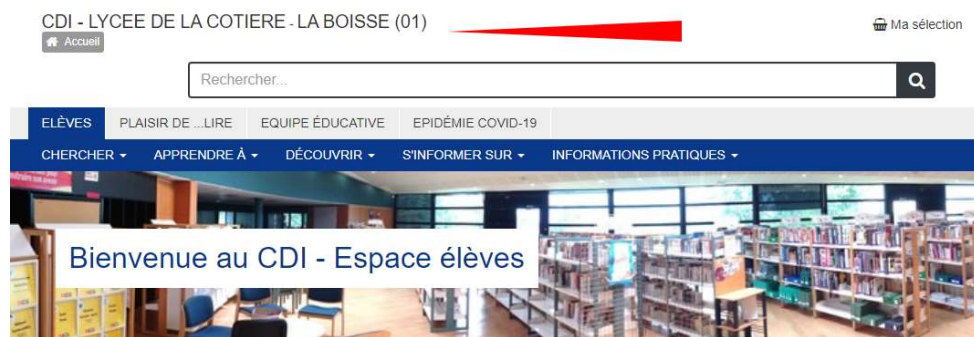 CDI - LYCEE DE LA COTIERE - LA BOISSE (01)
Ma sélection
Accueil
Rechercher...
ELÈVES PLAISIR DE ...LIRE EQUIPE ÉDUCATIVE EPIDÉMIE COVID-19
CHERCHER APPRENDRE À DÉCOUVRIR S'INFORMER SUR INFORMATIONS PRATIQUES
Bienvenue au CDI - Espace élèves